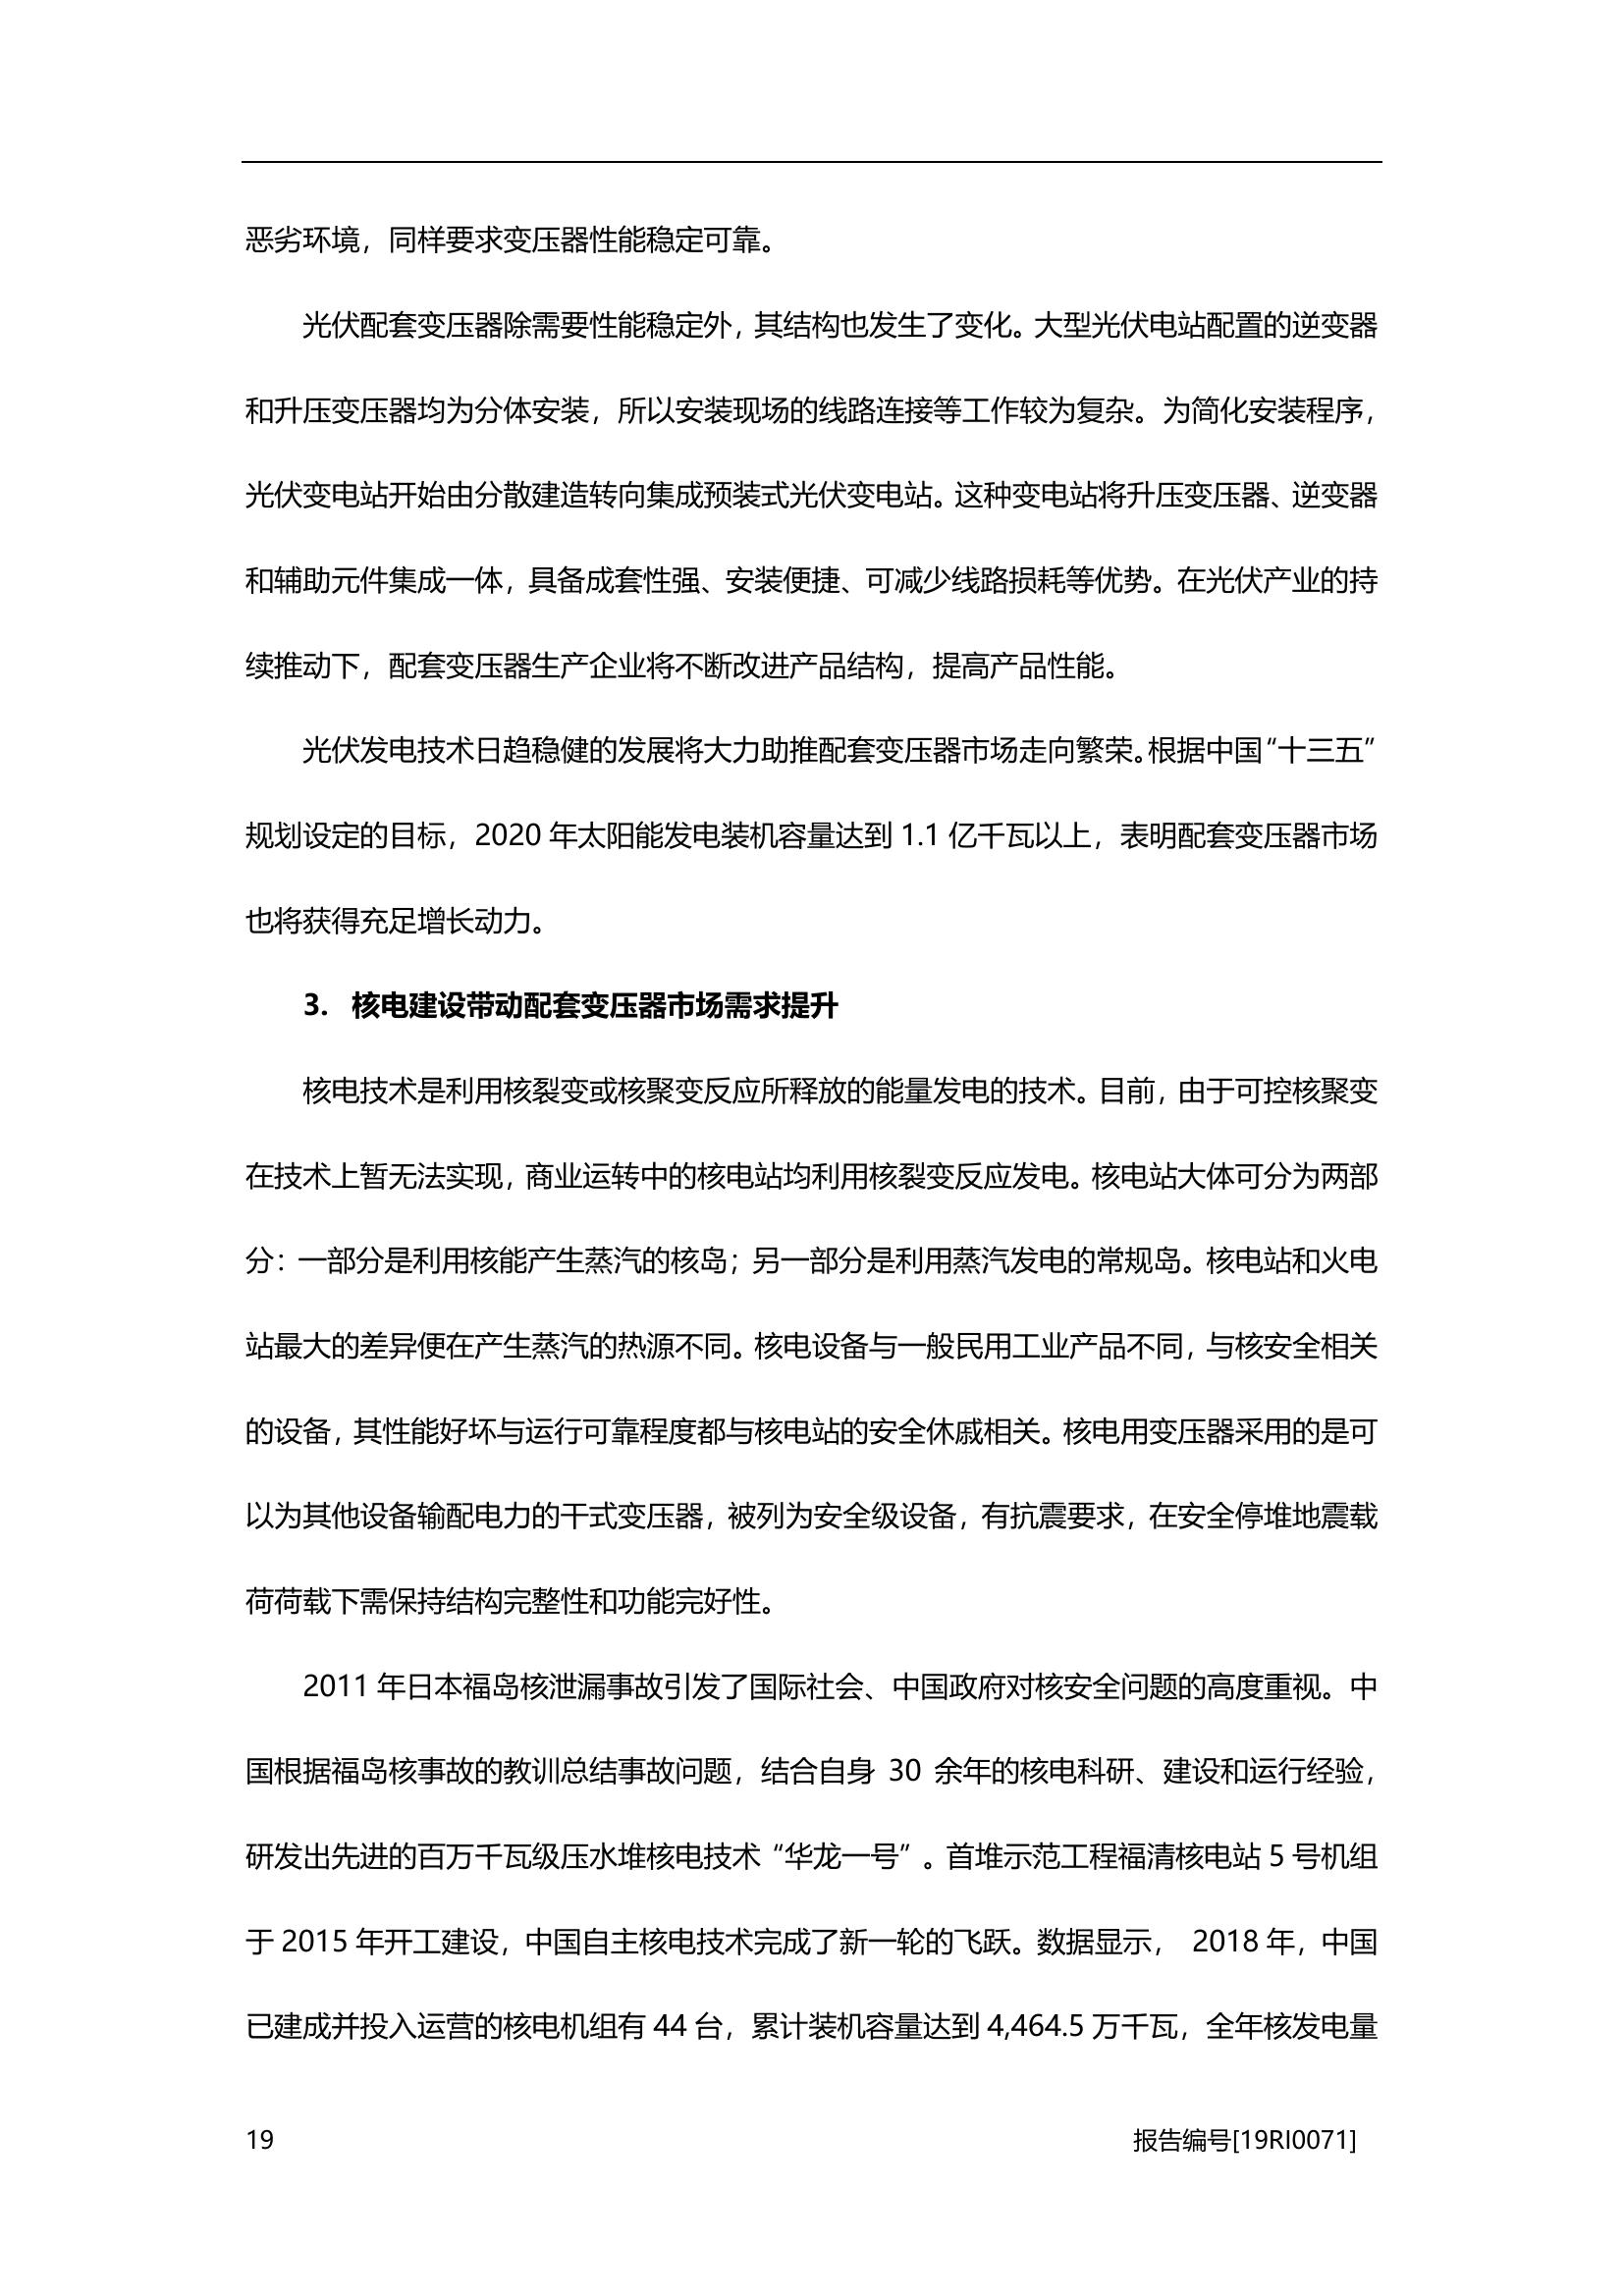 恶劣环境，同样要求变压器性能稳定可靠。
光伏配套变压器除需要性能稳定外，其结构也发生了变化。大型光伏电站配置的逆变器
和升压变压器均为分体安装，所以安装现场的线路连接等工作较为复杂。为简化安装程序，
光伏变电站开始由分散建造转向集成预装式光伏变电站。这种变电站将升压变压器、逆变器
和辅助元件集成一体，具备成套性强、安装便捷、可减少线路损耗等优势。在光伏产业的持
续推动下，配套变压器生产企业将不断改进产品结构，提高产品性能。
光伏发电技术日趋稳健的发展将大力助推配套变压器市场走向繁荣。根据中国“十三五”
规划设定的目标，2020 年太阳能发电装机容量达到 1.1 亿千瓦以上，表明配套变压器市场
也将获得充足增长动力。
3. 核电建设带动配套变压器市场需求提升
核电技术是利用核裂变或核聚变反应所释放的能量发电的技术。目前，由于可控核聚变
在技术上暂无法实现，商业运转中的核电站均利用核裂变反应发电。核电站大体可分为两部
分：一部分是利用核能产生蒸汽的核岛；另一部分是利用蒸汽发电的常规岛。核电站和火电
站最大的差异便在产生蒸汽的热源不同。核电设备与一般民用工业产品不同，与核安全相关
的设备，其性能好坏与运行可靠程度都与核电站的安全休戚相关。核电用变压器采用的是可
以为其他设备输配电力的干式变压器，被列为安全级设备，有抗震要求，在安全停堆地震载
荷荷载下需保持结构完整性和功能完好性。
2011 年日本福岛核泄漏事故引发了国际社会、中国政府对核安全问题的高度重视。中
国根据福岛核事故的教训总结事故问题，结合自身 30 余年的核电科研、建设和运行经验，
研发出先进的百万千瓦级压水堆核电技术“华龙一号”。首堆示范工程福清核电站 5 号机组
于 2015 年开工建设，中国自主核电技术完成了新一轮的飞跃。数据显示， 2018 年，中国
已建成并投入运营的核电机组有 44 台，累计装机容量达到 4,464.5 万千瓦，全年核发电量
19 报告编号[19RI0071]